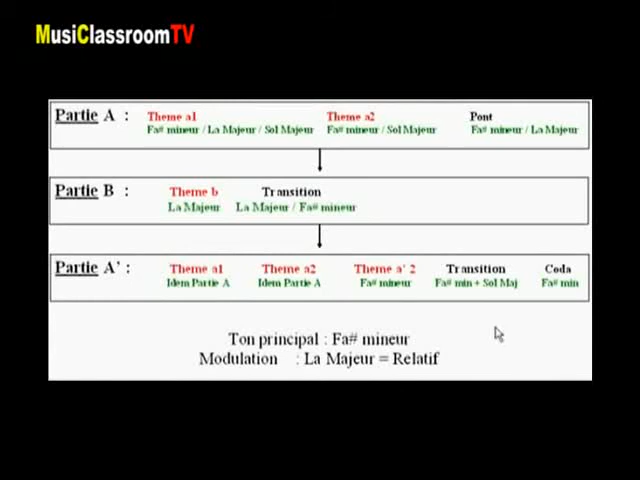 MusiClassroomTV
Partie A : Theme a1 Theme a2 Pont
Fa# mineur / La Majeur / Sol Majeur Fa# mineur / Sol Majeur Fa# mineur / La Majeur
Partie B : Theme b Transition
La Majeur La Majeur / Fa# mineur
Partie A' : Theme a1 Theme a2 Theme a' 2 Transition Coda
Idem Partie A Idem Partie A Fa# mineur Fa# min + Sol Maj Fa# min
Ton principal : Fa# mineur
Modulation : La Majeur = Relatif